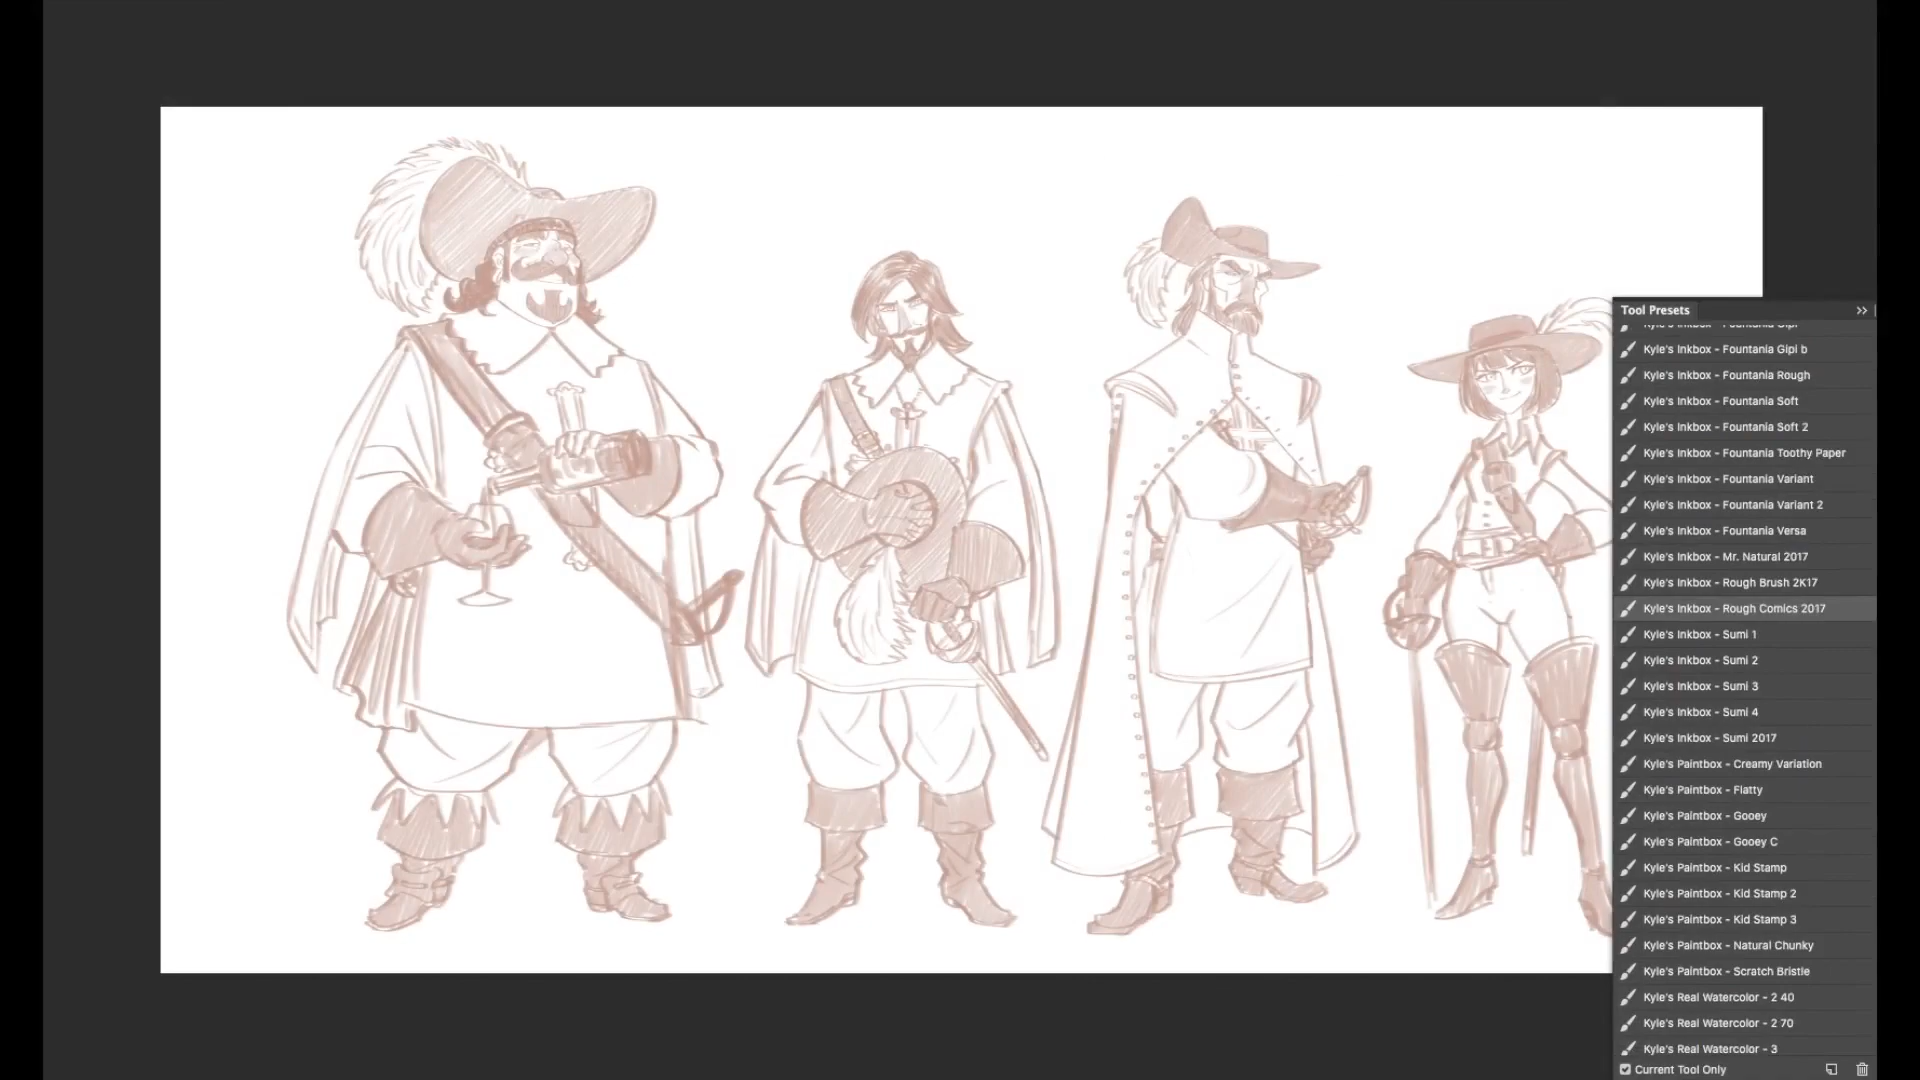 Tool Presets
Kyle's Inkbox - Fountania Gipi
Kyle's Inkbox - Fountania Gipi b
Kyle's Inkbox - Fountania Rough
Kyle's Inkbox - Fountania Soft
Kyle's Inkbox - Fountania Soft 2
Kyle's Inkbox - Fountania Toothy Paper
Kyle's Inkbox - Fountania Variant
Kyle's Inkbox - Fountania Variant 2
Kyle's Inkbox - Fountania Versa
Kyle's Inkbox - Mr. Natural 2017
Kyle's Inkbox - Rough Brush 2K17
Kyle's Inkbox - Rough Comics 2017
Kyle's Inkbox - Sumi 1
Kyle's Inkbox - Sumi 2
Kyle's Inkbox - Sumi 3
Kyle's Inkbox - Sumi 4
Kyle's Inkbox - Sumi 2017
Kyle's Paintbox - Creamy Variation
Kyle's Paintbox - Flatty
Kyle's Paintbox - Gooey
Kyle's Paintbox - Gooey C
Kyle's Paintbox - Kid Stamp
Kyle's Paintbox - Kid Stamp 2
Kyle's Paintbox - Kid Stamp 3
Kyle's Paintbox - Natural Chunky
Kyle's Paintbox - Scratch Bristle
Kyle's Real Watercolor - 2 40
Kyle's Real Watercolor - 2 70
Kyle's Real Watercolor - 3
Current Tool Only